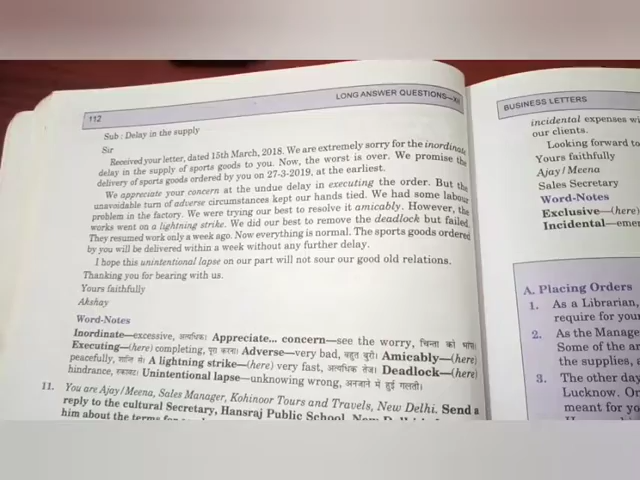 112
LONG ANSWER QUESTIONS—XII
Sub : Delay in the supply
Sir
Received your letter, dated 15th March, 2018. We are extremely sorry for the inordinate
delay in the supply of sports goods to you. Now, the worst is over. We promise the
delivery of sports goods ordered by you on 27-3-2019, at the earliest.
We appreciate your concern at the undue delay in executing the order. But the
unavoidable turn of adverse circumstances kept our hands tied. We had some labour
problem in the factory. We were trying our best to resolve it amicably. However, the
works went on a lightning strike. We did our best to remove the deadlock but failed.
They resumed work only a week ago. Now everything is normal. The sports goods ordered
by you will be delivered within a week without any further delay.
I hope this unintentional lapse on our part will not sour our good old relations.
Thanking you for bearing with us.
Yours faithfully
Akshay
Word-Notes
Inordinate—excessive, अत्यधिक। Appreciate... concern—see the worry, चिन्ता को भांप।
Executing—(here) completing, पूरा करना। Adverse—very bad, बहुत बुरी। Amicably—(here)
peacefully, शान्ति से। A lightning strike—(here) very fast, अत्यधिक तेज। Deadlock—(here)
hindrance, रुकावट। Unintentional lapse—unknowing wrong, अनजाने में हुई गलती।
11. You are Ajay/Meena, Sales Manager, Kohinoor Tours and Travels, New Delhi. Send a
reply to the cultural Secretary, Hansraj Public School, New Delhi
him about the terms
BUSINESS LETTERS
incidental expenses
our clients.
Looking forward to
Yours faithfully
Ajay/Meena
Sales Secretary
Word-Notes
Exclusive—(here)
Incidental—
A. Placing Orders
1. As a Librarian,
require for your
2. As the Manage
Some of the
the supplies,
3. The other day
Lucknow.
meant for